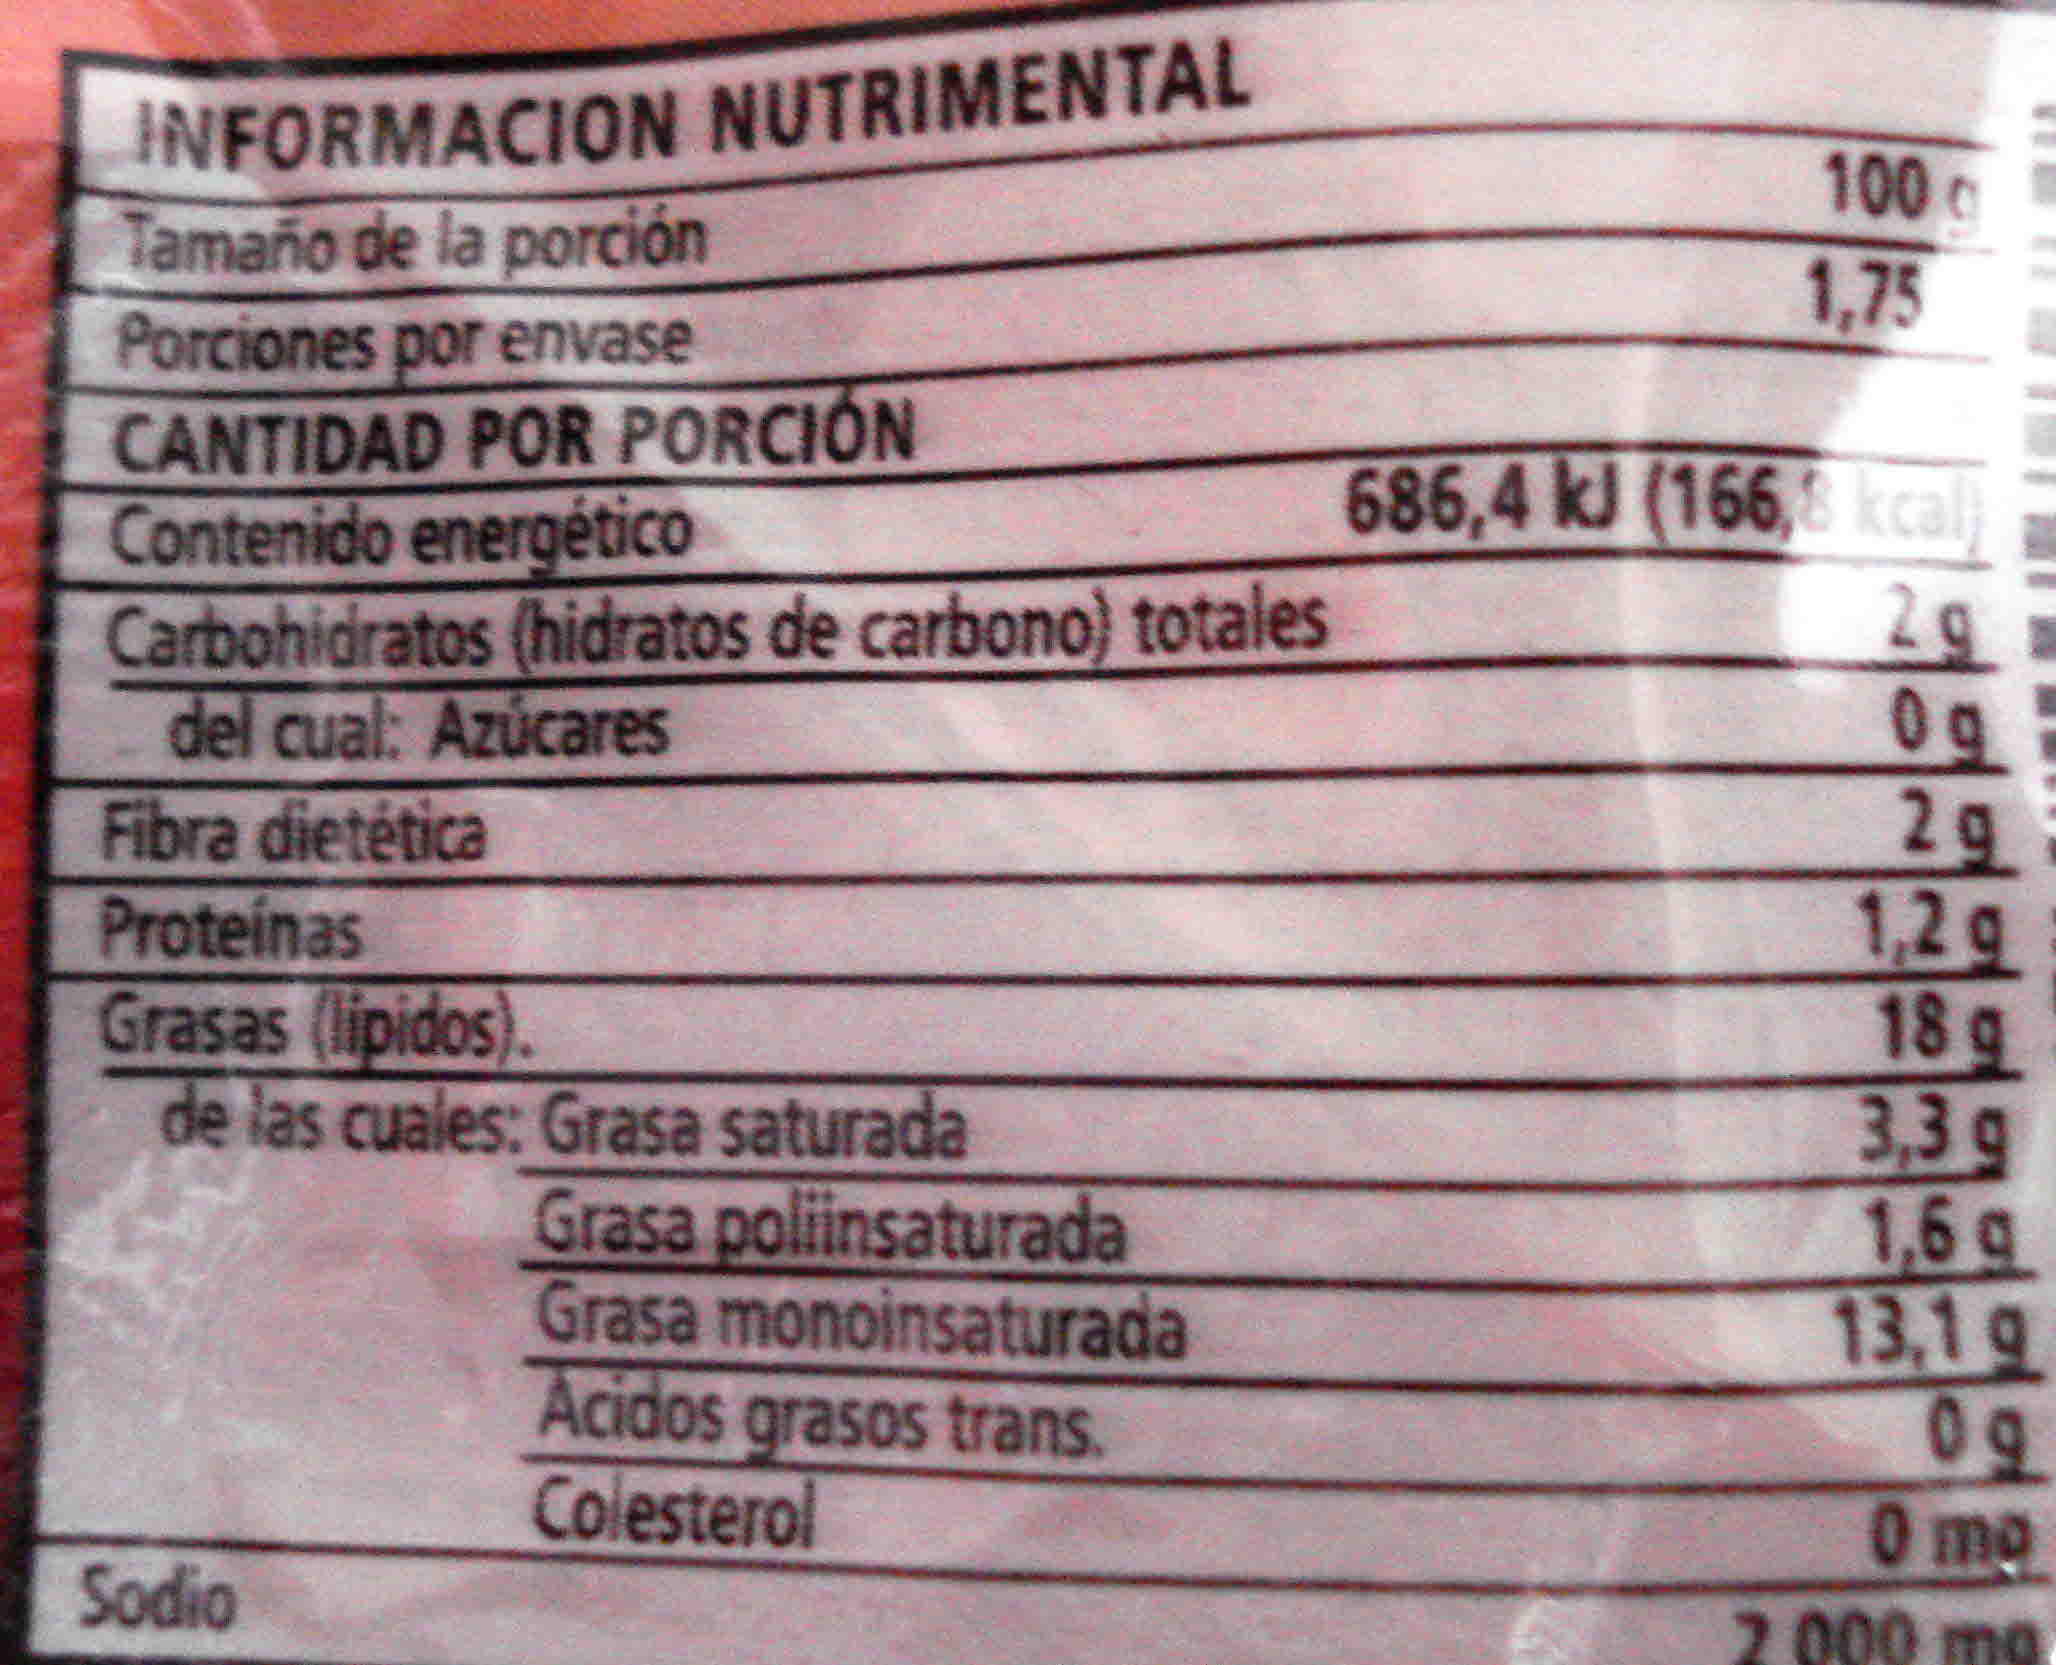 INFORMACION NUTRIMENTAL
Tamaño de la porción 100 g
Porciones por envase 1,75
CANTIDAD POR PORCIÓN
Contenido energético 686,4 kJ (166,8 kcal)
Carbohidratos (hidratos de carbono) totales 2 g
del cual: Azúcares 0 g
Fibra dietética 2 g
Proteínas 1,2 g
Grasas (lípidos). 18 g
de las cuales: Grasa saturada 3,3 g
Grasa poliinsaturada 1,6 g
Grasa monoinsaturada 13,1 g
Acidos grasos trans. 0 g
Colesterol 0 mg
Sodio 2 000 mg